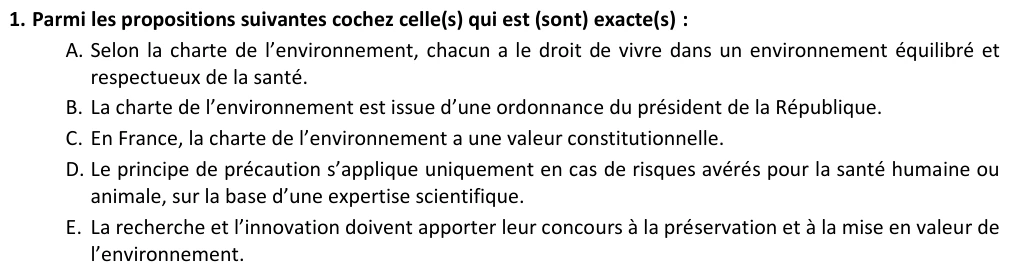 1. Parmi les propositions suivantes cochez celle(s) qui est (sont) exacte(s) :
A. Selon la charte de l’environnement, chacun a le droit de vivre dans un environnement équilibré et
respectueux de la santé.
B. La charte de l’environnement est issue d’une ordonnance du président de la République.
C. En France, la charte de l’environnement a une valeur constitutionnelle.
D. Le principe de précaution s’applique uniquement en cas de risques avérés pour la santé humaine ou
animale, sur la base d’une expertise scientifique.
E. La recherche et l’innovation doivent apporter leur concours à la préservation et à la mise en valeur de
l’environnement.